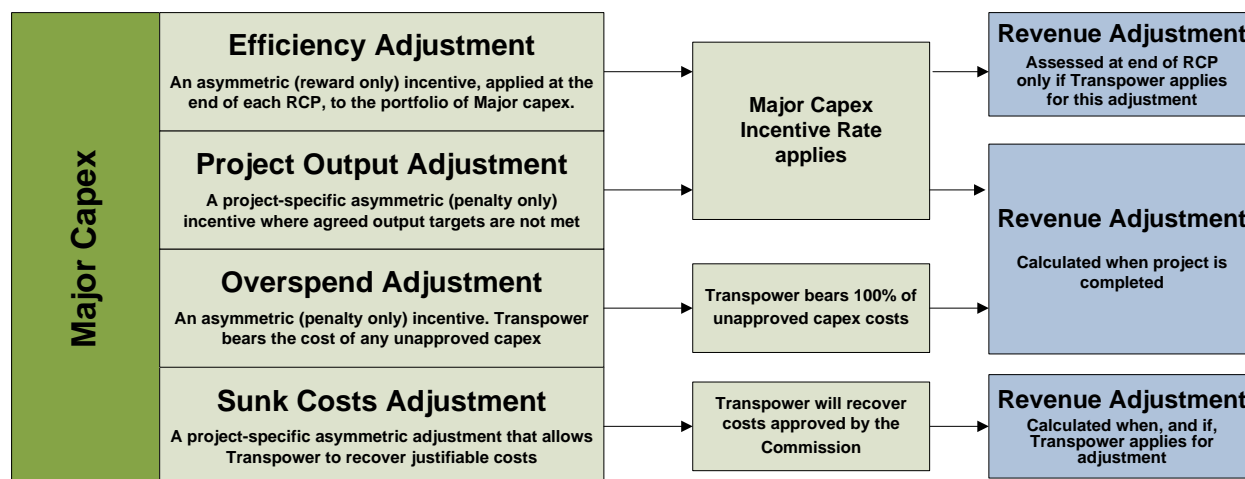 Major Capex
Efficiency Adjustment
An asymmetric (reward only) incentive, applied at the
end of each RCP, to the portfolio of Major capex.
Project Output Adjustment
A project-specific asymmetric (penalty only)
incentive where agreed output targets are not met
Overspend Adjustment
An asymmetric (penalty only) incentive. Transpower
bears the cost of any unapproved capex
Sunk Costs Adjustment
A project-specific asymmetric adjustment that allows
Transpower to recover justifiable costs
Major Capex
Incentive Rate
applies
Transpower bears 100% of
unapproved capex costs
Transpower will recover
costs approved by the
Commission
Revenue Adjustment
Assessed at end of RCP
only if Transpower applies
for this adjustment
Revenue Adjustment
Calculated when project is
completed
Revenue Adjustment
Calculated when, and if,
Transpower applies for
adjustment